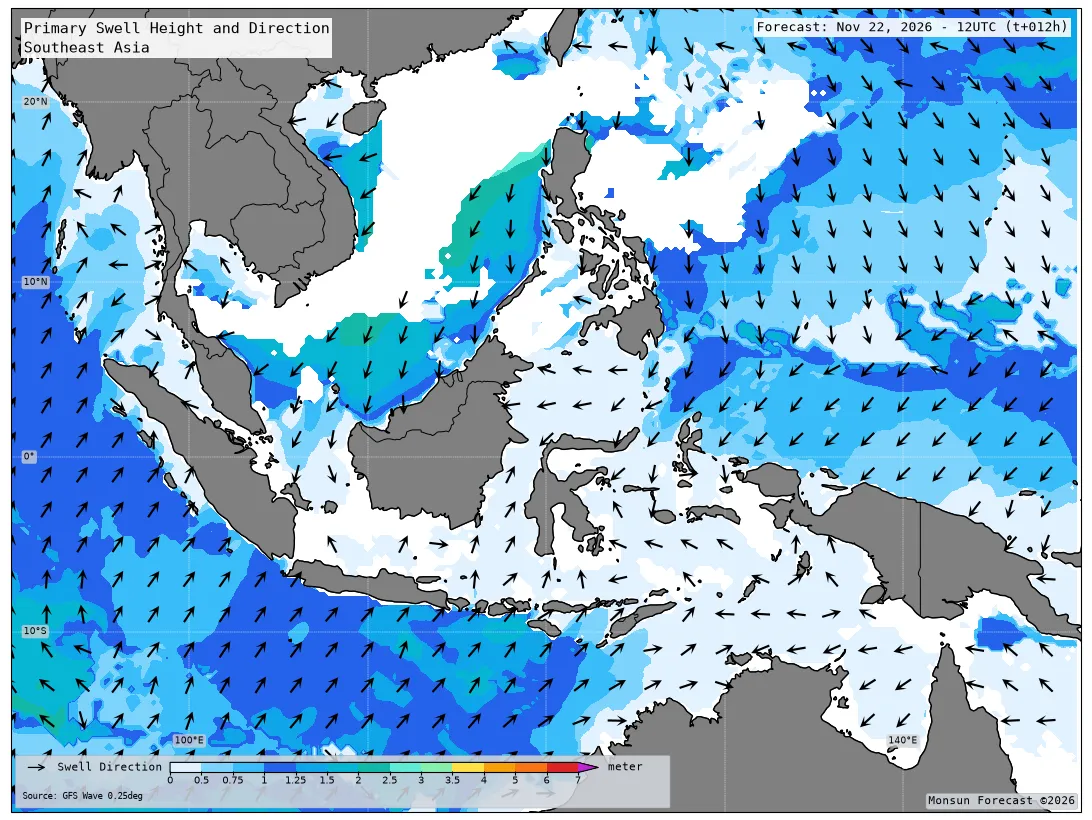 Primary Swell Height and Direction
Southeast Asia
Forecast: Nov 22, 2026 - 12UTC (t+012h)
20°N
10°N
0°
10°S
100°E
140°E
Swell Direction
0 0.5 0.75 1 1.25 1.5 2 2.5 3 3.5 4 5 6 7
meter
Source: GFS Wave 0.25deg
Monsun Forecast ©2026